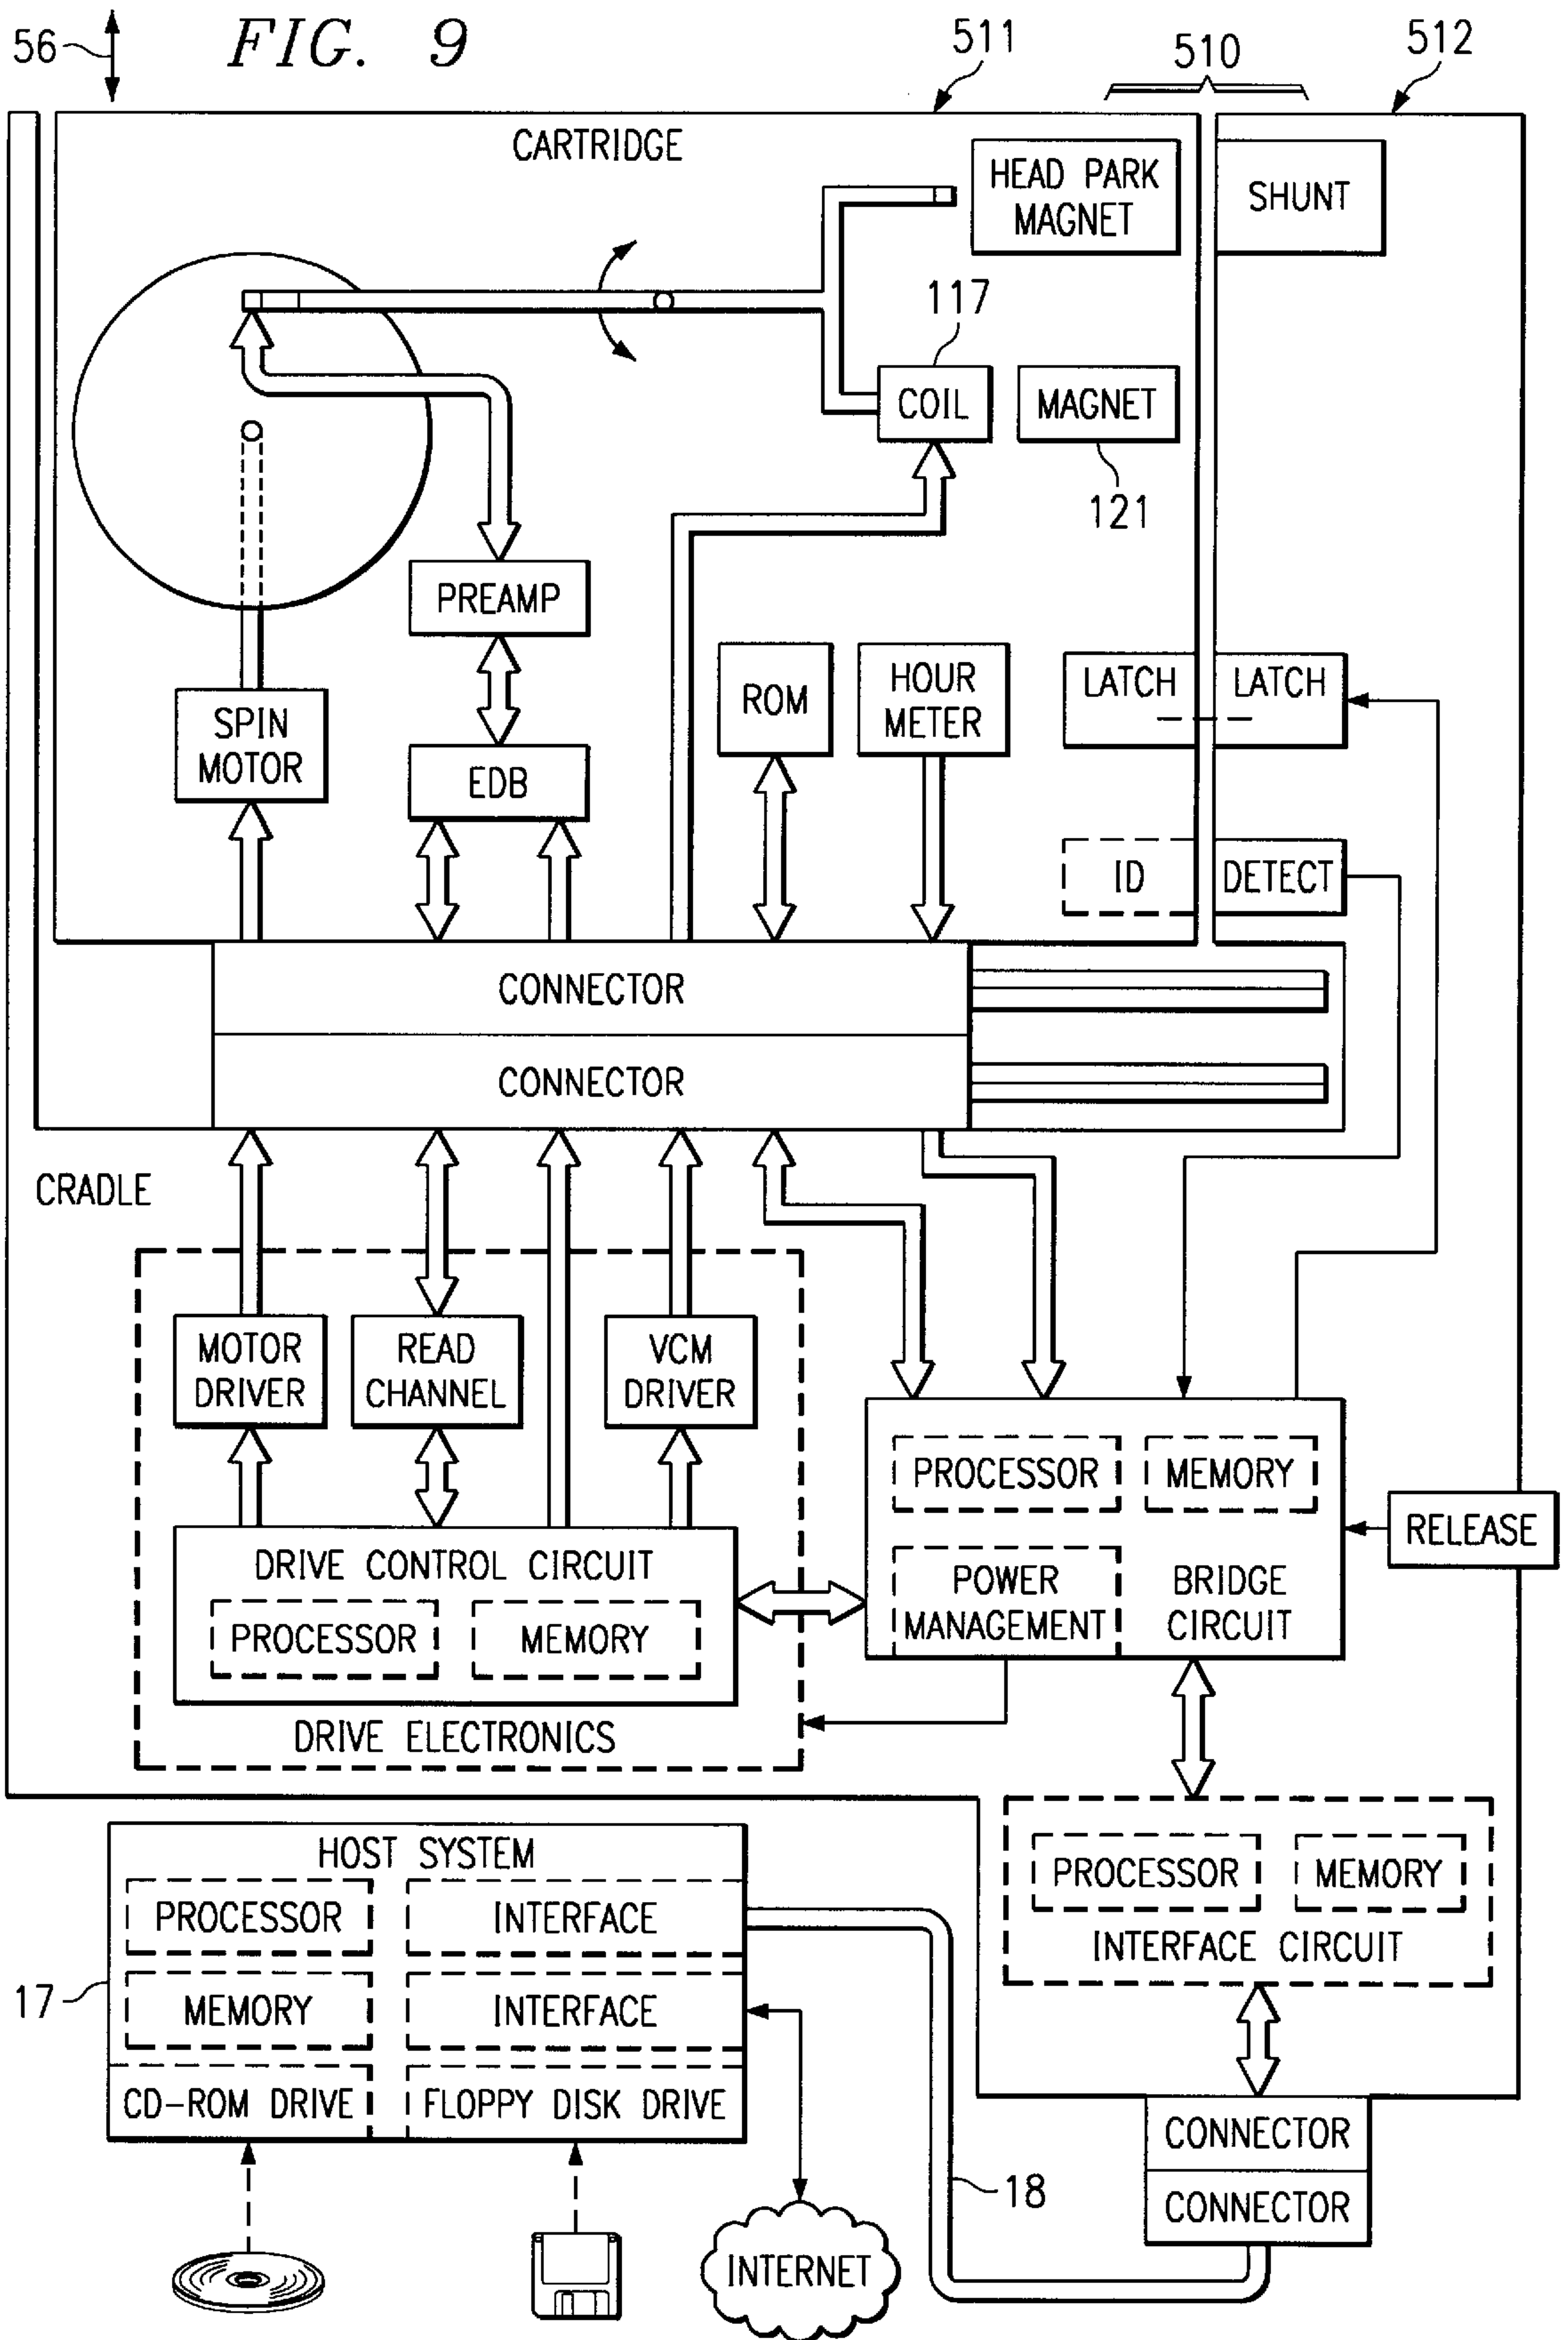 56
FIG. 9
511
510
512
CARTRIDGE
HEAD PARK
MAGNET
SHUNT
117
COIL
MAGNET
121
PREAMP
SPIN
MOTOR
EDB
ROM
HOUR
METER
LATCH
LATCH
ID
DETECT
CONNECTOR
CONNECTOR
CRADLE
MOTOR
DRIVER
READ
CHANNEL
VCM
DRIVER
PROCESSOR
MEMORY
RELEASE
POWER
MANAGEMENT
BRIDGE
CIRCUIT
DRIVE CONTROL CIRCUIT
PROCESSOR
MEMORY
DRIVE ELECTRONICS
HOST SYSTEM
PROCESSOR
INTERFACE
17
MEMORY
INTERFACE
CD-ROM DRIVE
FLOPPY DISK DRIVE
PROCESSOR
MEMORY
INTERFACE CIRCUIT
CONNECTOR
CONNECTOR
18
INTERNET